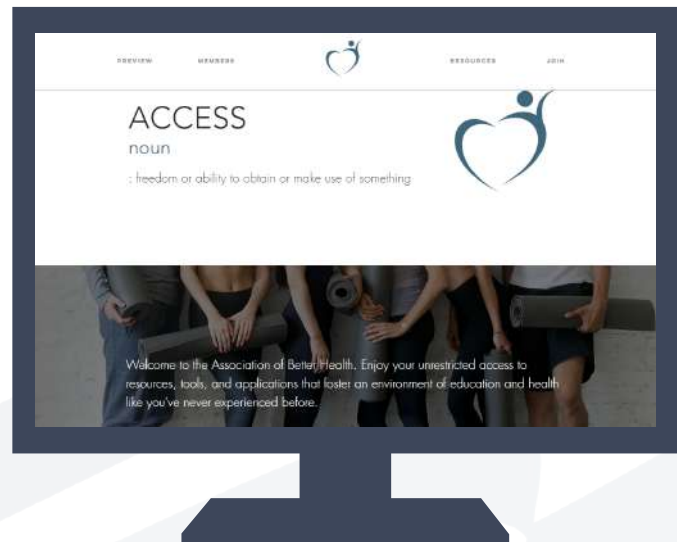 PREVIEW MEMBERS RESOURCES JOIN
ACCESS
noun
: freedom or ability to obtain or make use of something
Welcome to the Association of Better Health. Enjoy your unrestricted access to
resources, tools, and applications that foster an environment of education and health
like you've never experienced before.